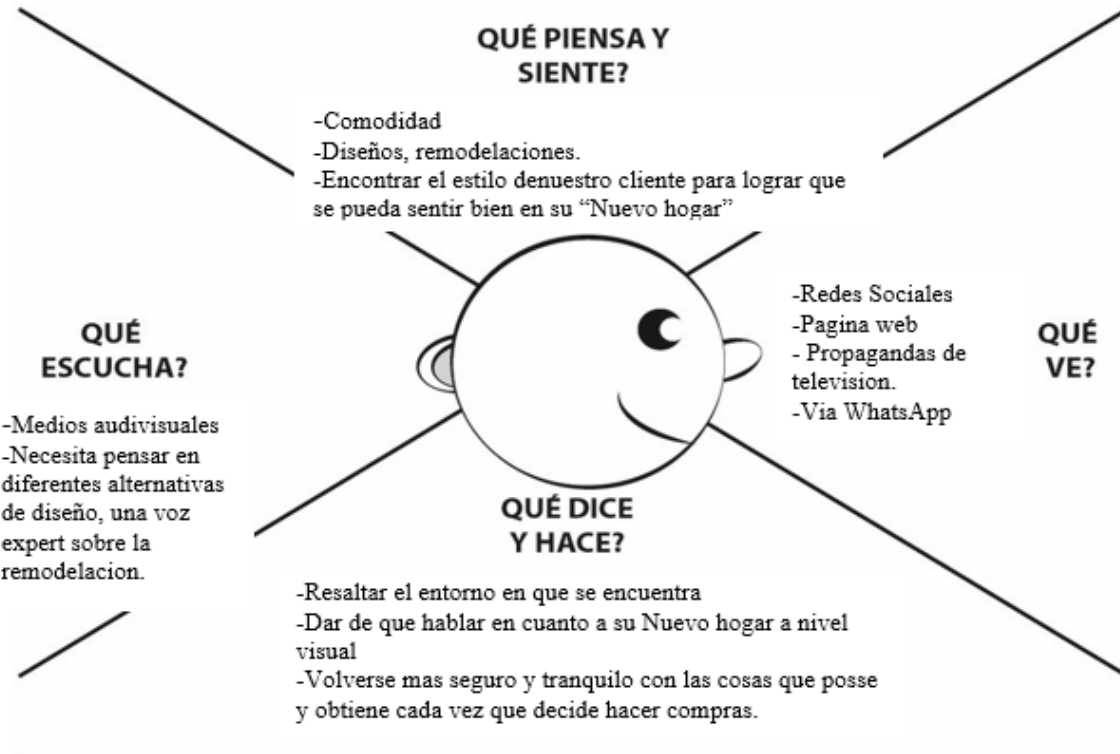 QUÉ PIENSA Y
SIENTE?
-Comodidad
-Diseños, remodelaciones.
-Encontrar el estilo denuestro cliente para lograr que
se pueda sentir bien en su “Nuevo hogar”
QUÉ
ESCUCHA?
-Medios audivisuales
-Necesita pensar en
diferentes alternativas
de diseño, una voz
expert sobre la
remodelacion.
-Redes Sociales
-Pagina web
- Propagandas de
television.
-Via WhatsApp
QUÉ
VE?
QUÉ DICE
Y HACE?
-Resaltar el entorno en que se encuentra
-Dar de que hablar en cuanto a su Nuevo hogar a nivel
visual
-Volverse mas seguro y tranquilo con las cosas que posse
y obtiene cada vez que decide hacer compras.